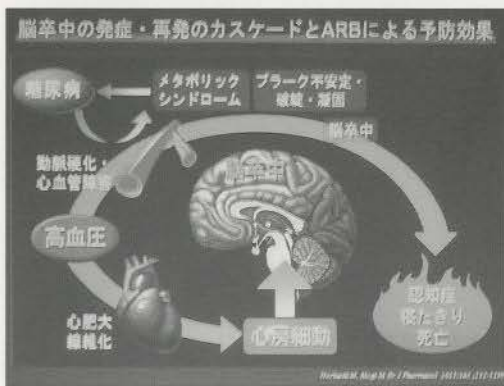 脳卒中の発症・再発のカスケードとARBによる予防効果
糖尿病
メタボリック
シンドローム
プラーク不安定・
破綻・凝固
脳卒中
動脈硬化・
心血管障害
高血圧
心肥大
線維化
心房細動
認知症
寝たきり
死亡